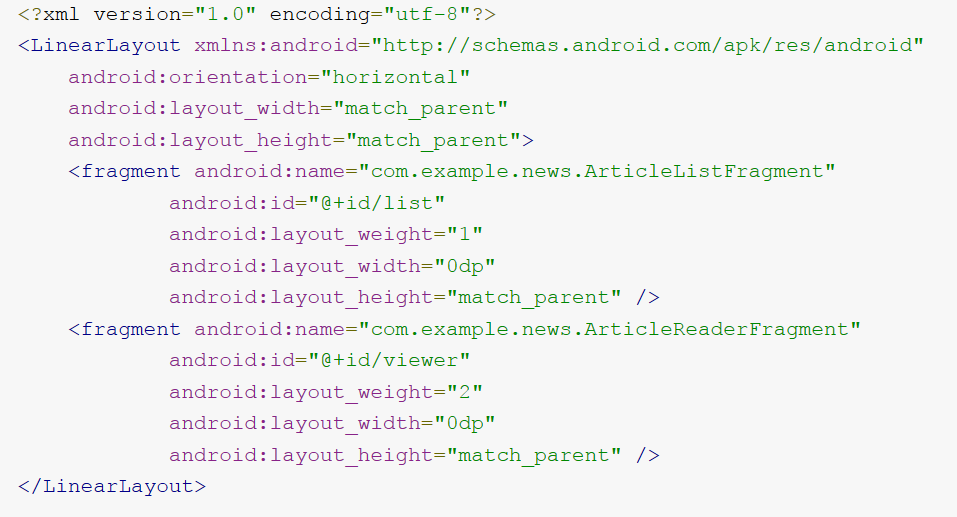 <?xml version="1.0" encoding="utf-8"?>
<LinearLayout xmlns:android="http://schemas.android.com/apk/res/android"
    android:orientation="horizontal"
    android:layout_width="match_parent"
    android:layout_height="match_parent">
    <fragment android:name="com.example.news.ArticleListFragment"
            android:id="@+id/list"
            android:layout_weight="1"
            android:layout_width="0dp"
            android:layout_height="match_parent" />
    <fragment android:name="com.example.news.ArticleReaderFragment"
            android:id="@+id/viewer"
            android:layout_weight="2"
            android:layout_width="0dp"
            android:layout_height="match_parent" />
</LinearLayout>